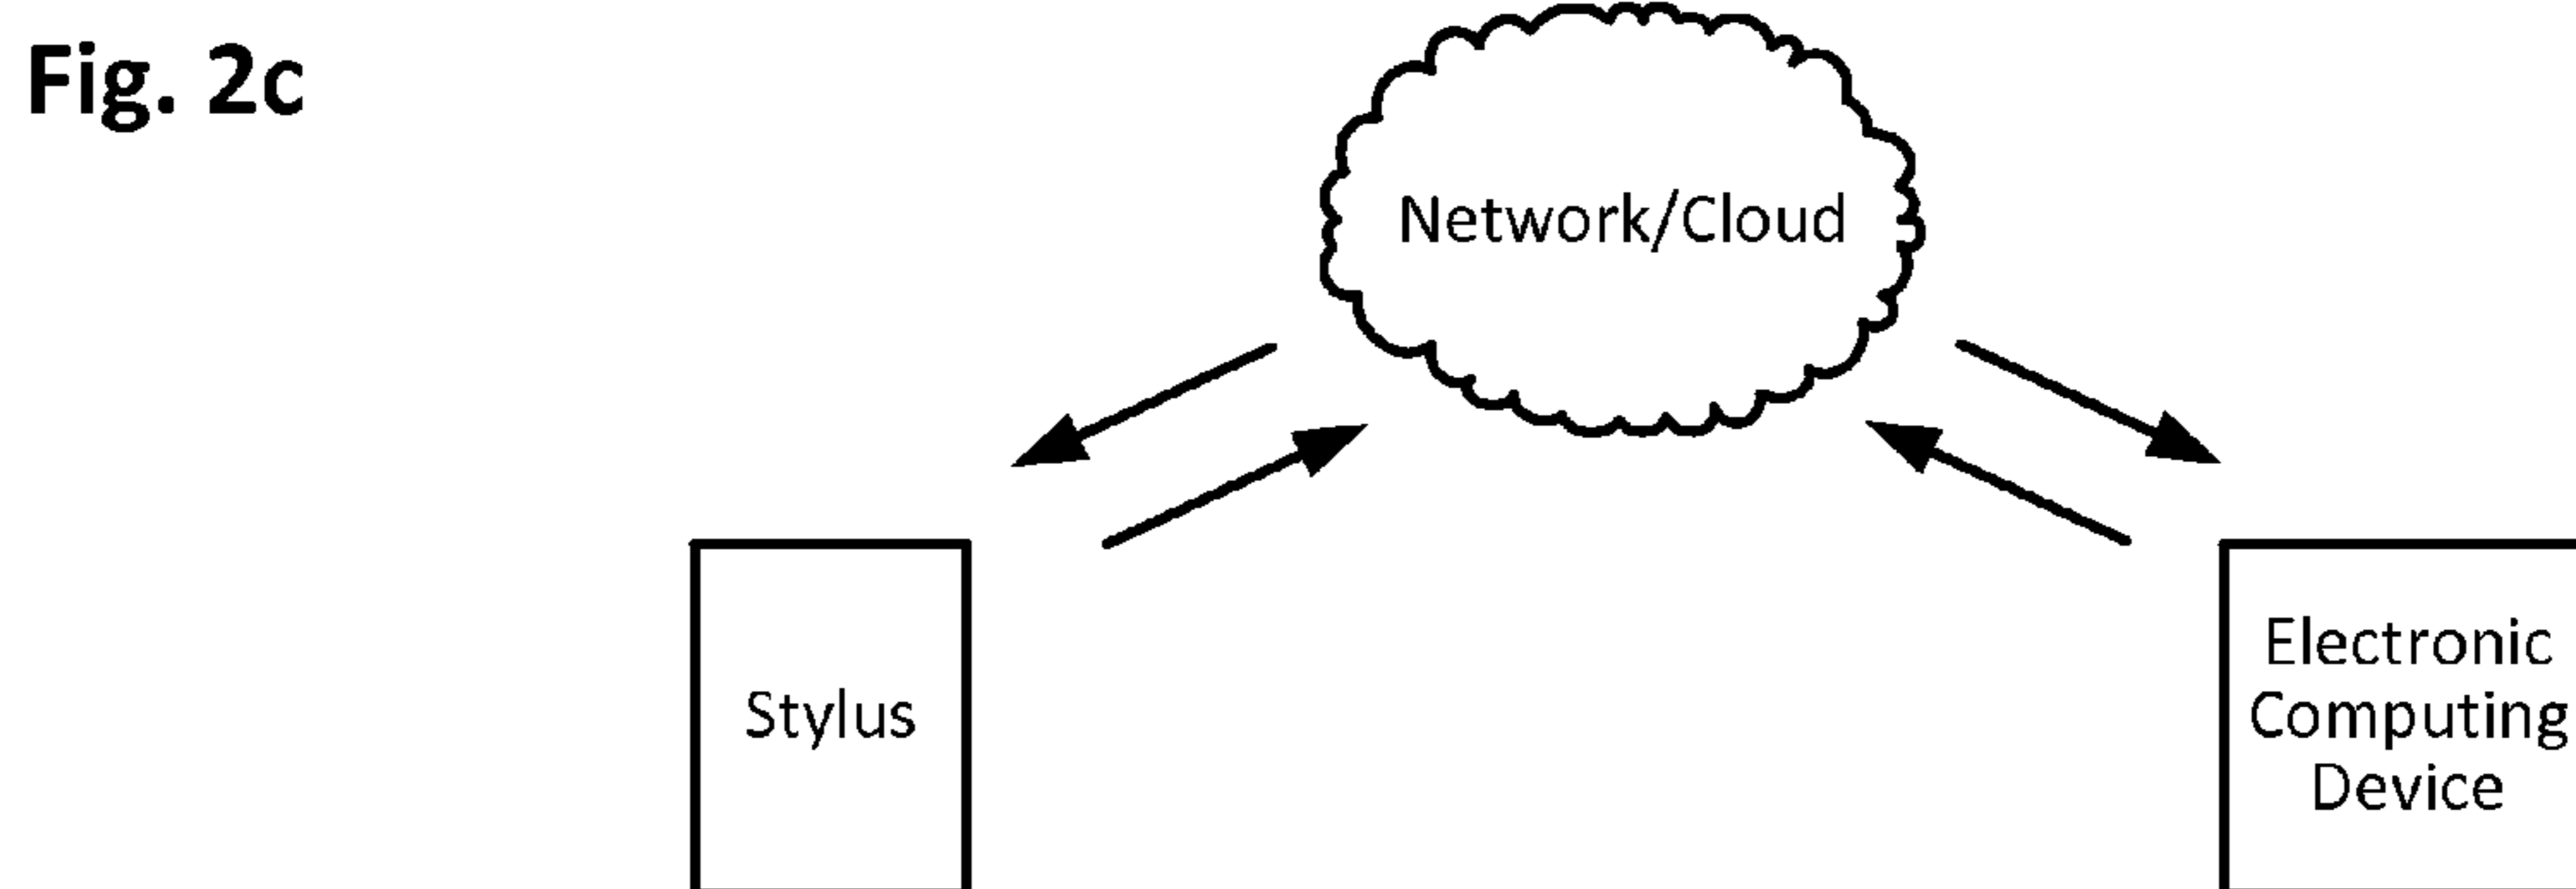 Fig. 2c
Network/Cloud
Stylus
Electronic
Computing
Device